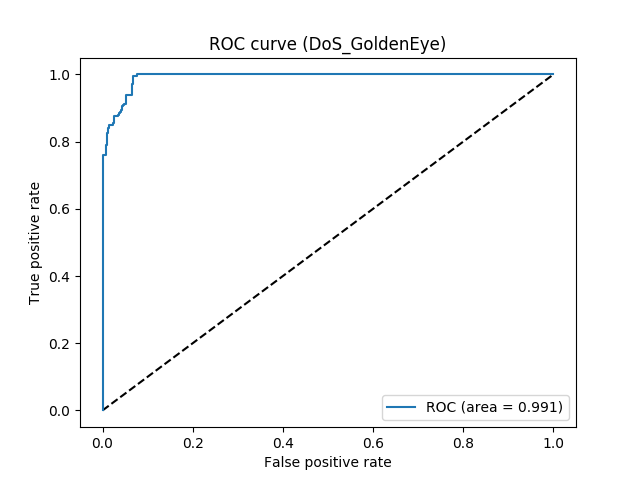 ROC curve (DoS_GoldenEye)
True positive rate
1.0
0.8
0.6
0.4
0.2
0.0
ROC (area = 0.991)
0.0 0.2 0.4 0.6 0.8 1.0
False positive rate